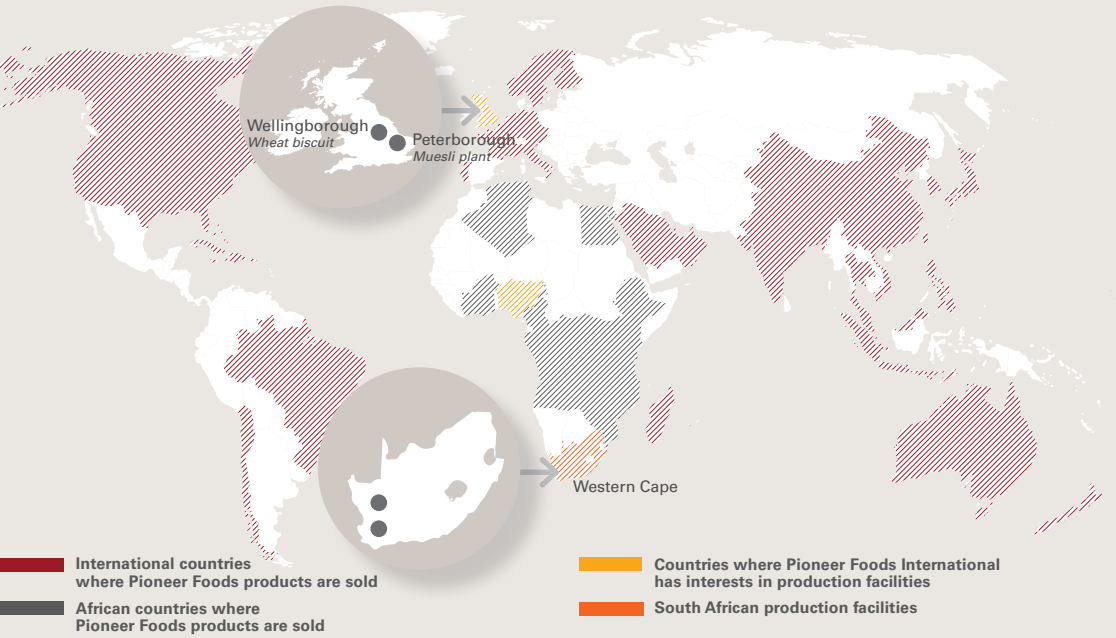 Wellingborough
Wheat biscuit
Peterborough
Muesli plant
Western Cape
International countries
where Pioneer Foods products are sold
African countries where
Pioneer Foods products are sold
Countries where Pioneer Foods International
has interests in production facilities
South African production facilities